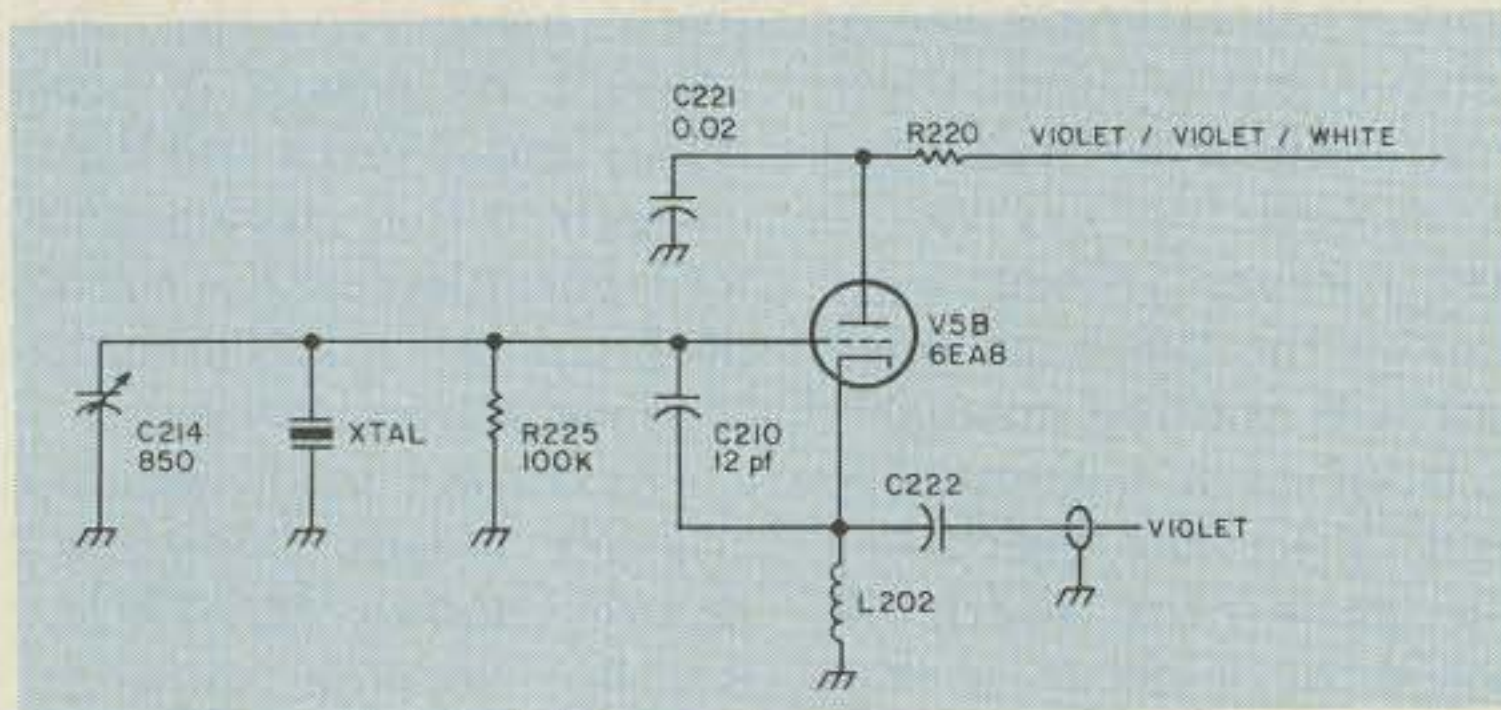 C221
0.02
R220
VIOLET / VIOLET / WHITE
V5B
6EA8
C214
850
XTAL
R225
100K
C210
12 pf
C222
VIOLET
L202